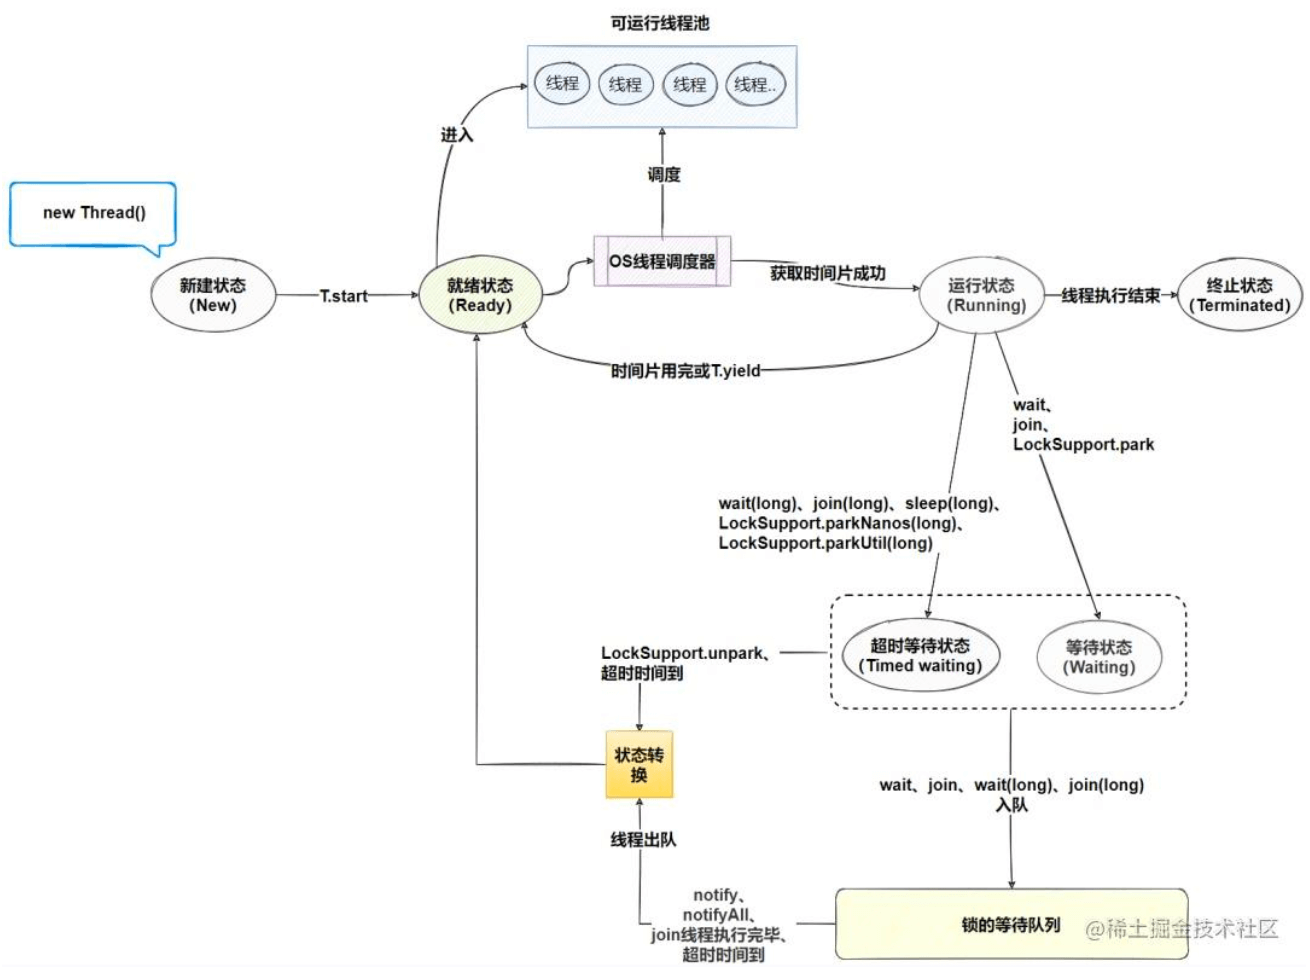 可运行线程池
线程
线程
线程
线程..
进入
调度
new Thread()
OS线程调度器
获取时间片成功
新建状态
(New)
T.start
就绪状态
(Ready)
运行状态
(Running)
线程执行结束
终止状态
(Terminated)
时间片用完或T.yield
wait、
join、
LockSupport.park
wait(long)、join(long)、sleep(long)、
LockSupport.parkNanos(long)、
LockSupport.parkUtil(long)
超时等待状态
(Timed waiting)
等待状态
(Waiting)
LockSupport.unpark、
超时时间到
状态转
换
wait、join、wait(long)、join(long)
入队
线程出队
notify、
notifyAll、
join线程执行完毕、
超时时间到
锁的等待队列
@稀土掘金技术社区